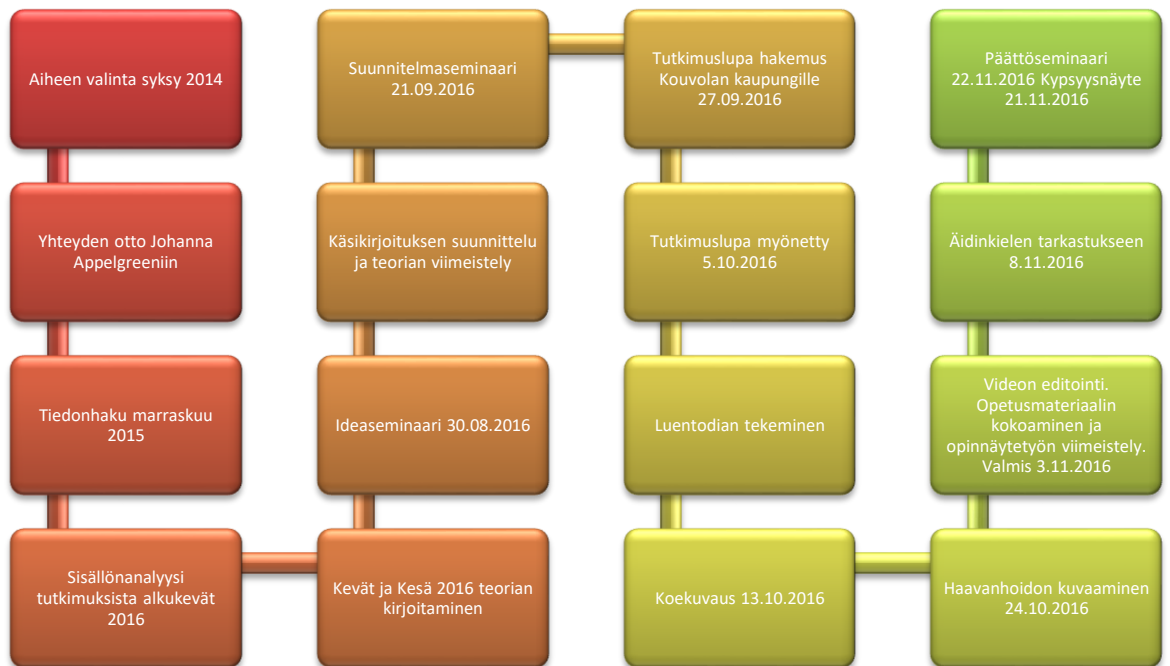 Aiheen valinta syksy 2014
Yhteyden otto Johanna
Appelgreeniin
Tiedonhaku marraskuu
2015
Sisällönanalyysi
tutkimuksista alkukevät
2016
Kevät ja Kesä 2016 teorian
kirjoitaminen
Ideaseminaari 30.08.2016
Käsikirjoituksen suunnittelu
ja teorian viimeistely
Suunnitelmaseminaari
21.09.2016
Tutkimuslupa hakemus
Kouvolan kaupungille
27.09.2016
Tutkimuslupa myönetty
5.10.2016
Luentodian tekeminen
Koekuvaus 13.10.2016
Haavanhoidon kuvaaminen
24.10.2016
Videon editointi.
Opetusmateriaalin
kokoaminen ja
opinnäytetyön viimeistely.
Valmis 3.11.2016
Äidinkielen tarkastukseen
8.11.2016
Päättöseminaari
22.11.2016 Kypsyysnäyte
21.11.2016